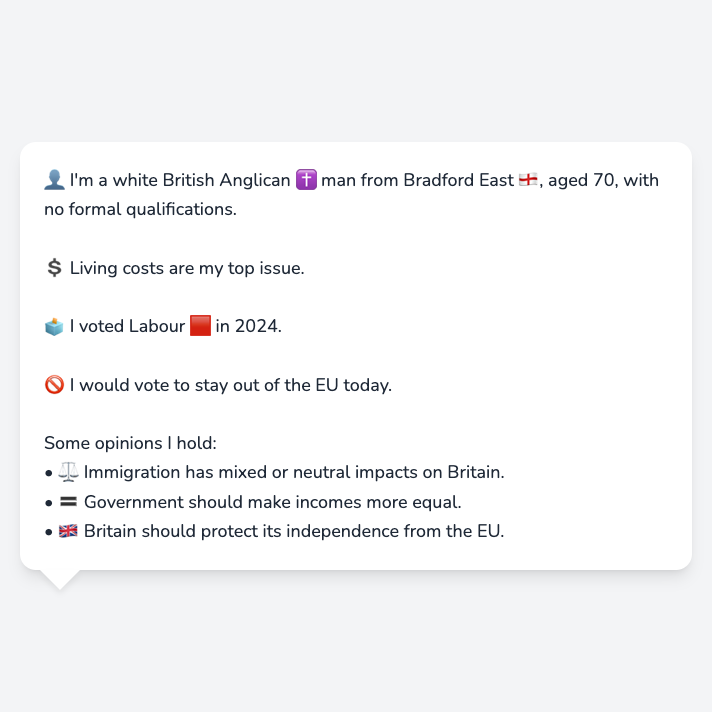 👤 I'm a white British Anglican ✝️ man from Bradford East 🏴󠁧󠁢󠁥󠁮󠁧󠁿, aged 70, with
no formal qualifications.
💲 Living costs are my top issue.
🗳️ I voted Labour 🟥 in 2024.
🚫 I would vote to stay out of the EU today.
Some opinions I hold:
• ⚖️ Immigration has mixed or neutral impacts on Britain.
• 🟰 Government should make incomes more equal.
• 🇬🇧 Britain should protect its independence from the EU.